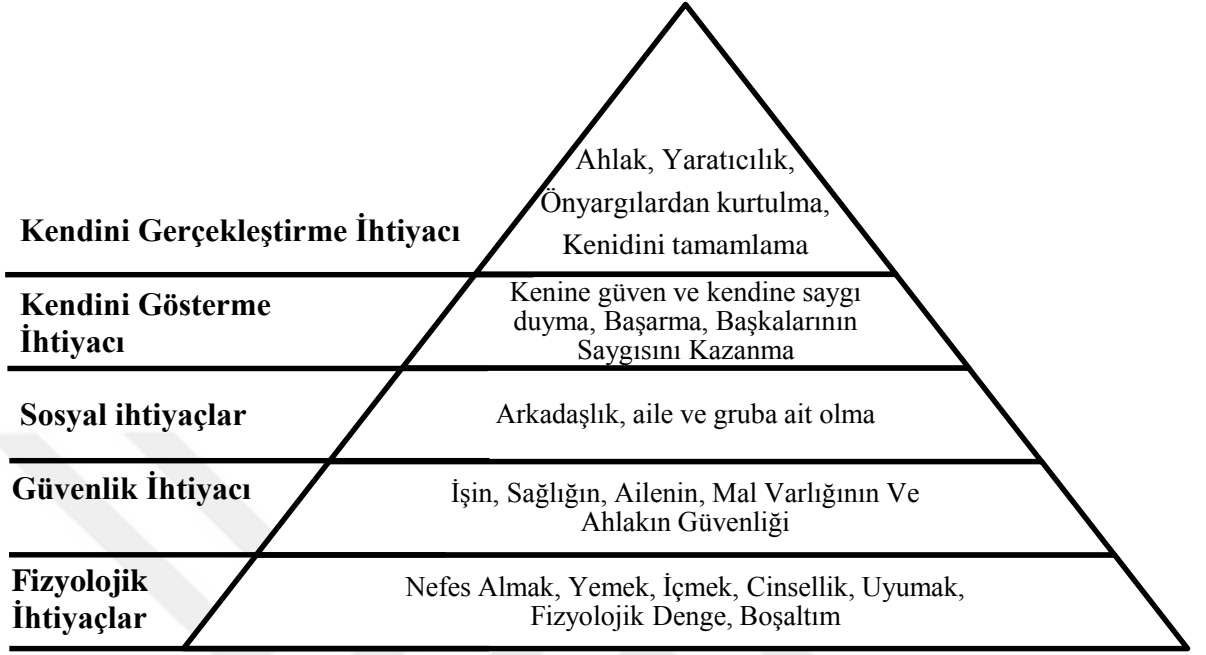 Ahlak, Yaratıcılık,
Önyargılardan kurtulma,
Kenidini tamamlama
Kendini Gerçekleştirme İhtiyacı
Kendini Gösterme
İhtiyacı
Kenine güven ve kendine saygı
duyma, Başarma, Başkalarının
Saygısını Kazanma
Sosyal ihtiyaçlar
Arkadaşlık, aile ve gruba ait olma
Güvenlik İhtiyacı
İşin, Sağlığın, Ailenin, Mal Varlığının Ve
Ahlakın Güvenliği
Fizyolojik
İhtiyaçlar
Nefes Almak, Yemek, İçmek, Cinsellik, Uyumak,
Fizyolojik Denge, Boşaltım